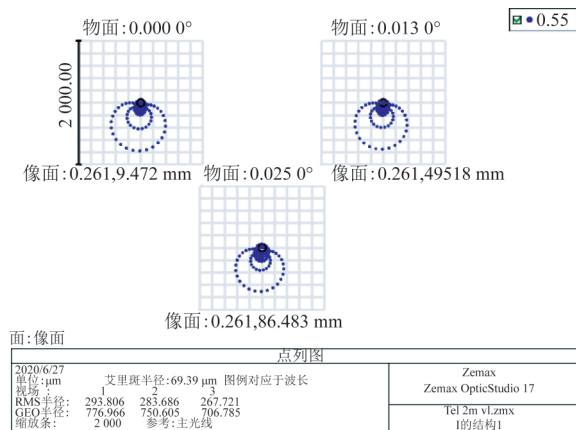 物面:0.000 0°
物面:0.013 0°
0.55
2 000.00
像面:0.261,9.472 mm
物面:0.025 0°
像面:0.261,49518 mm
像面:0.261,86.483 mm
面:像面
点列图
2020/6/27
单位:μm 艾里斑半径:69.39 μm 图例对应于波长
视场 : 1 2 3
RMS半径: 293.806 283.686 267.721
GEO半径: 776.966 750.605 706.785
缩放条: 2 000 参考:主光线
Zemax
Zemax OpticStudio 17
Tel 2m vl.zmx
I的结构1